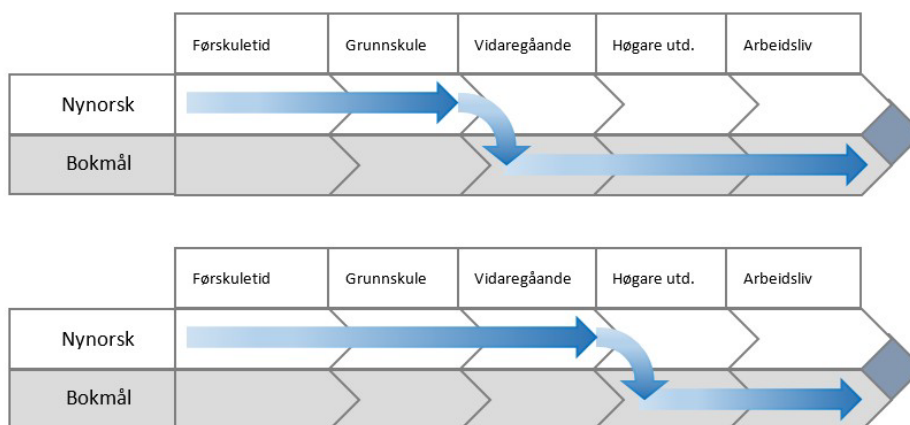 Førskuletid Grunnskule Vidaregåande Høgare utd. Arbeidsliv
Nynorsk
Bokmål
Førskuletid Grunnskule Vidaregåande Høgare utd. Arbeidsliv
Nynorsk
Bokmål